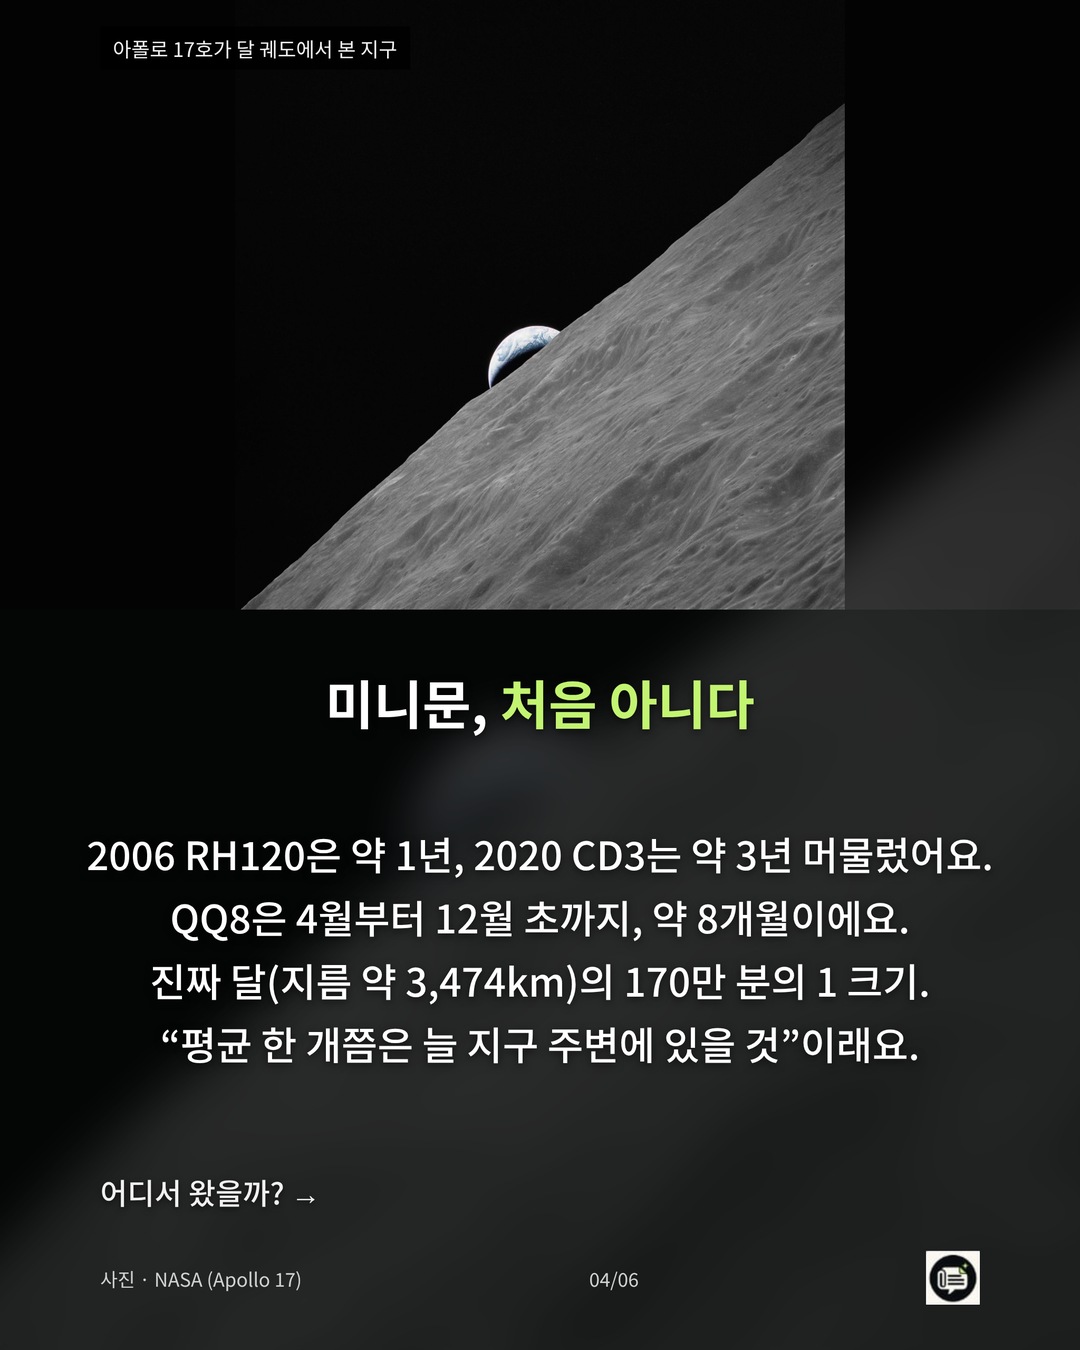 아폴로 17호가 달 궤도에서 본 지구
미니문, 처음 아니다
2006 RH120은 약 1년, 2020 CD3는 약 3년 머물렀어요.
QQ8은 4월부터 12월 초까지, 약 8개월이에요.
진짜 달(지름 약 3,474km)의 170만 분의 1 크기.
“평균 한 개쯤은 늘 지구 주변에 있을 것”이래요.
어디서 왔을까? →
사진 · NASA (Apollo 17)
04/06